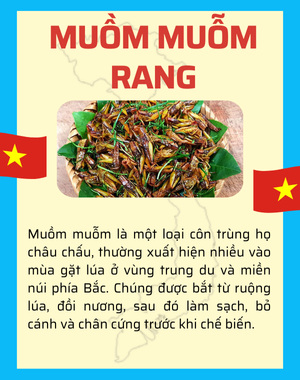 MUỒM MUỖM
RANG
Muồm muỗm là một loại côn trùng họ
châu chấu, thường xuất hiện nhiều vào
mùa gặt lúa ở vùng trung du và miền
núi phía Bắc. Chúng được bắt từ ruộng
lúa, đồi nương, sau đó làm sạch, bỏ
cánh và chân cứng trước khi chế biến.